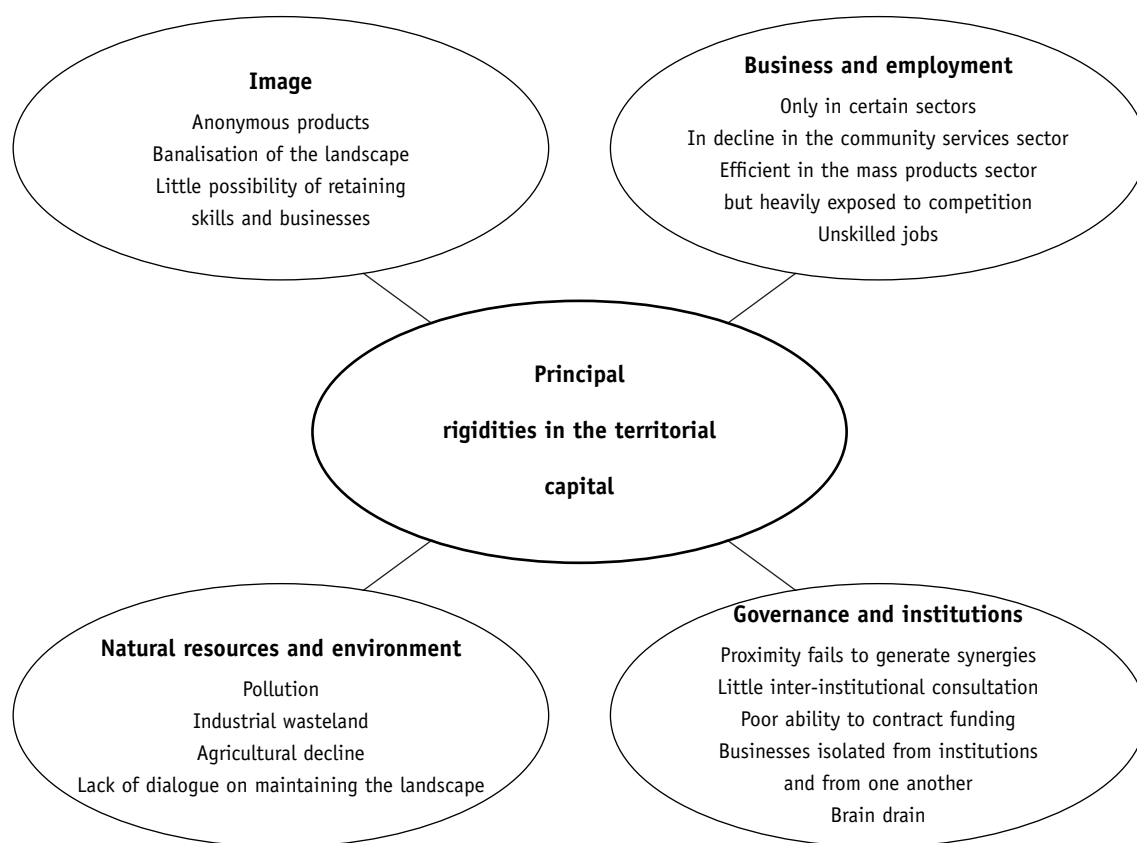 Image
Anonymous products
Banalisation of the landscape
Little possibility of retaining
skills and businesses
Business and employment
Only in certain sectors
In decline in the community services sector
Efficient in the mass products sector
but heavily exposed to competition
Unskilled jobs
Principal
rigidities in the territorial
capital
Natural resources and environment
Pollution
Industrial wasteland
Agricultural decline
Lack of dialogue on maintaining the landscape
Governance and institutions
Proximity fails to generate synergies
Little inter-institutional consultation
Poor ability to contract funding
Businesses isolated from institutions
and from one another
Brain drain